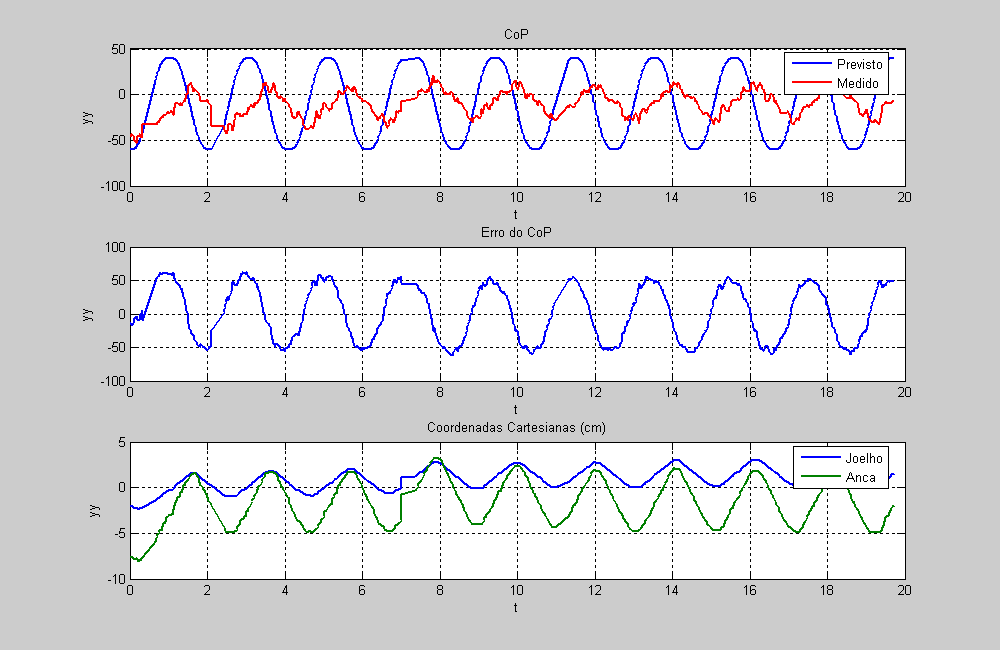 CoP
50
0
-50
-100
yy
Previsto
Medido
0 2 4 6 8 10 12 14 16 18 20
t
Erro do CoP
100
50
0
-50
-100
yy
0 2 4 6 8 10 12 14 16 18 20
t
Coordenadas Cartesianas (cm)
5
0
-5
-10
yy
Joelho
Anca
0 2 4 6 8 10 12 14 16 18 20
t